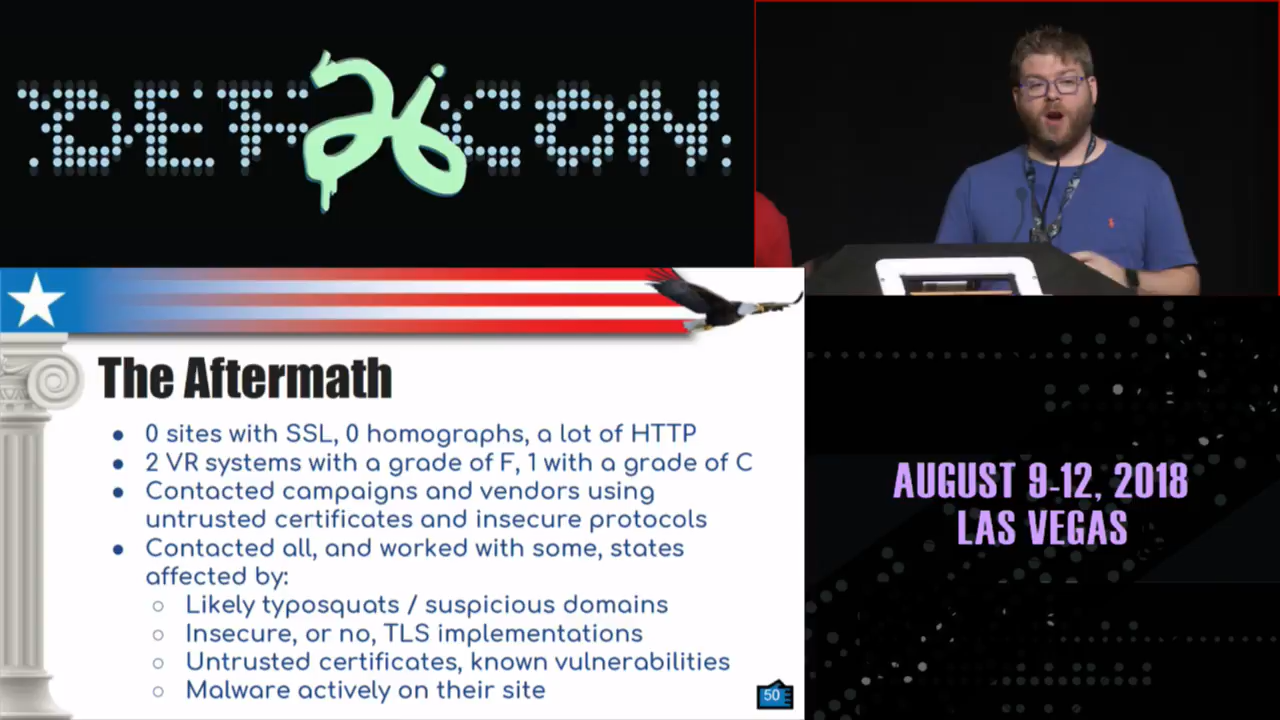 DEF 26 CON
The Aftermath
● 0 sites with SSL, 0 homographs, a lot of HTTP
● 2 VR systems with a grade of F, 1 with a grade of C
● Contacted campaigns and vendors using
untrusted certificates and insecure protocols
● Contacted all, and worked with some, states
affected by:
○ Likely typosquats / suspicious domains
○ Insecure, or no, TLS implementations
○ Untrusted certificates, known vulnerabilities
○ Malware actively on their site
50
AUGUST 9-12, 2018
LAS VEGAS